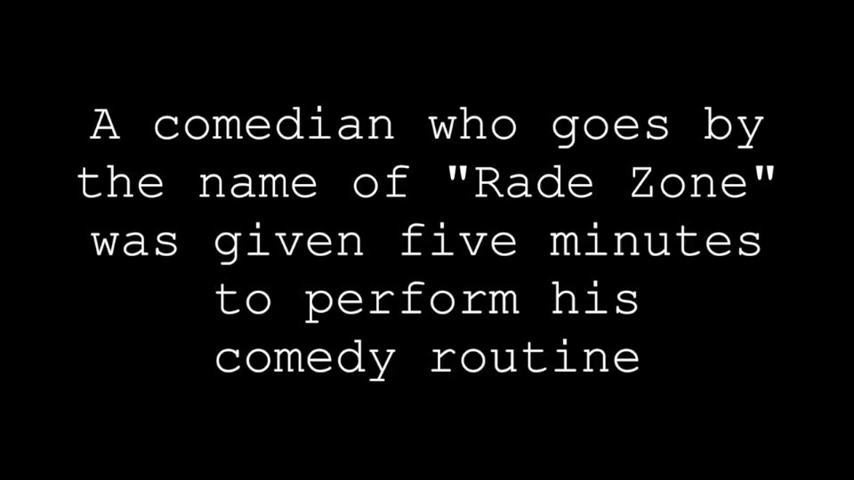 A comedian who goes by
the name of "Rade Zone"
was given five minutes
to perform his
comedy routine